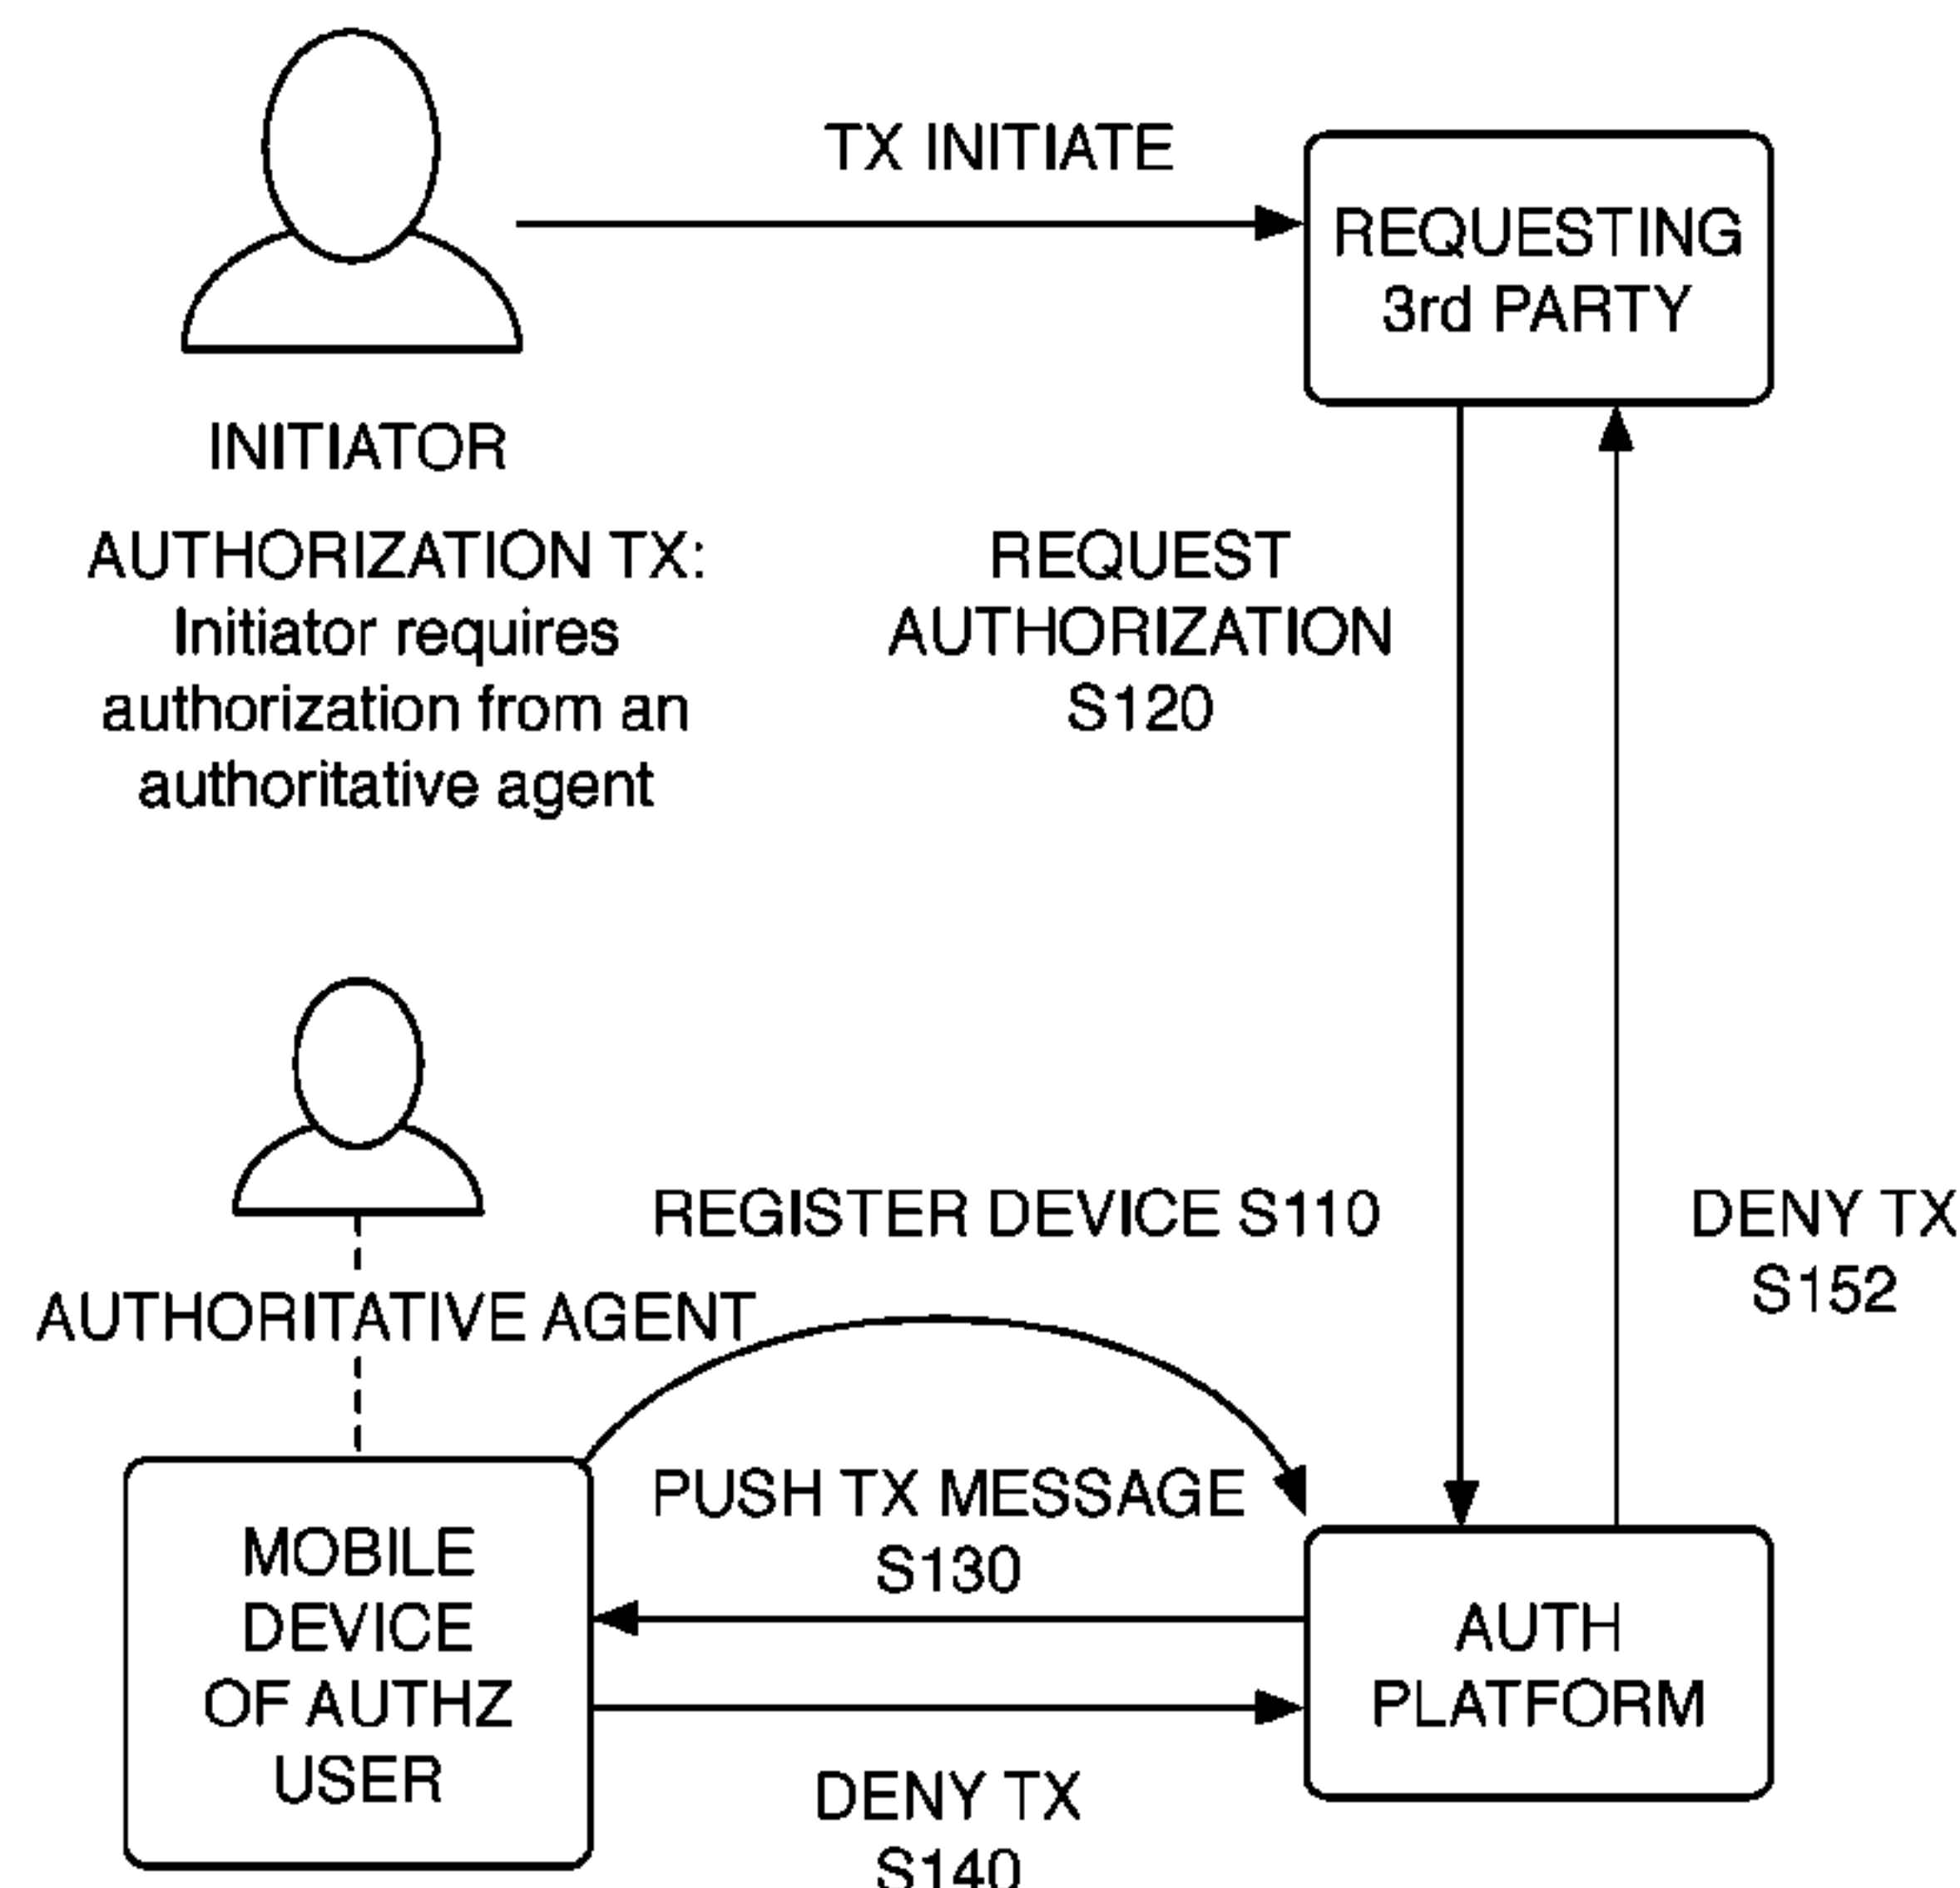 TX INITIATE
REQUESTING
3rd PARTY
INITIATOR
AUTHORIZATION TX:
Initiator requires
authorization from an
authoritative agent
REQUEST
AUTHORIZATION
S120
REGISTER DEVICE S110
DENY TX
S152
AUTHORITATIVE AGENT
PUSH TX MESSAGE
S130
MOBILE
DEVICE
OF AUTHZ
USER
AUTH
PLATFORM
DENY TX
S140